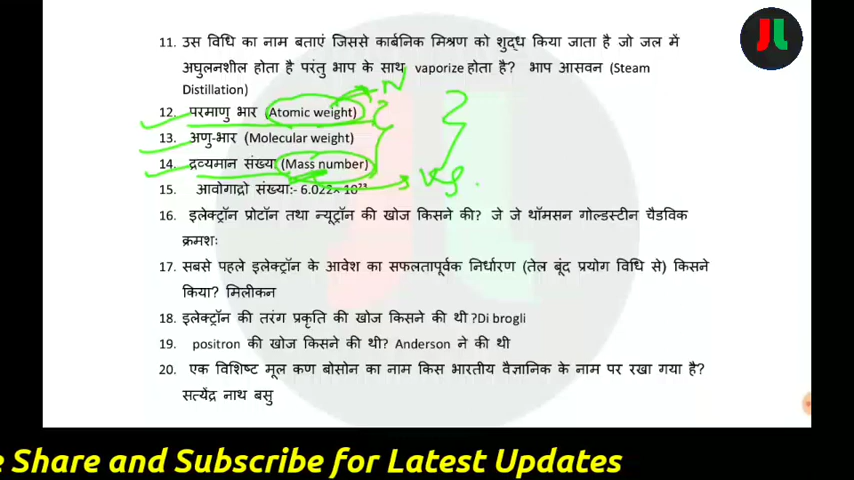 11. उस विधि का नाम बताएं जिससे कार्बनिक मिश्रण को शुद्ध किया जाता है जो जल में
अघुलनशील होता है परंतु भाप के साथ vaporize होता है? भाप आसवन (Steam
Distillation)
12. परमाणु भार (Atomic weight) N
13. अणु-भार (Molecular weight)
14. द्रव्यमान संख्या (Mass number)
15. आवोगाद्रो संख्या:- 6.022x 10²³
16. इलेक्ट्रॉन प्रोटॉन तथा न्यूट्रॉन की खोज किसने की? जे जे थॉमसन गोल्डस्टीन चैडविक
क्रमशः
17. सबसे पहले इलेक्ट्रॉन के आवेश का सफलतापूर्वक निर्धारण (तेल बूंद प्रयोग विधि से) किसने
किया? मिलीकन
18. इलेक्ट्रॉन की तरंग प्रकृति की खोज किसने की थी ?Di brogli
19. positron की खोज किसने की थी? Anderson ने की थी
20. एक विशिष्ट मूल कण बोसोन का नाम किस भारतीय वैज्ञानिक के नाम पर रखा गया है?
सत्येंद्र नाथ बसु
e Share and Subscribe for Latest Updates